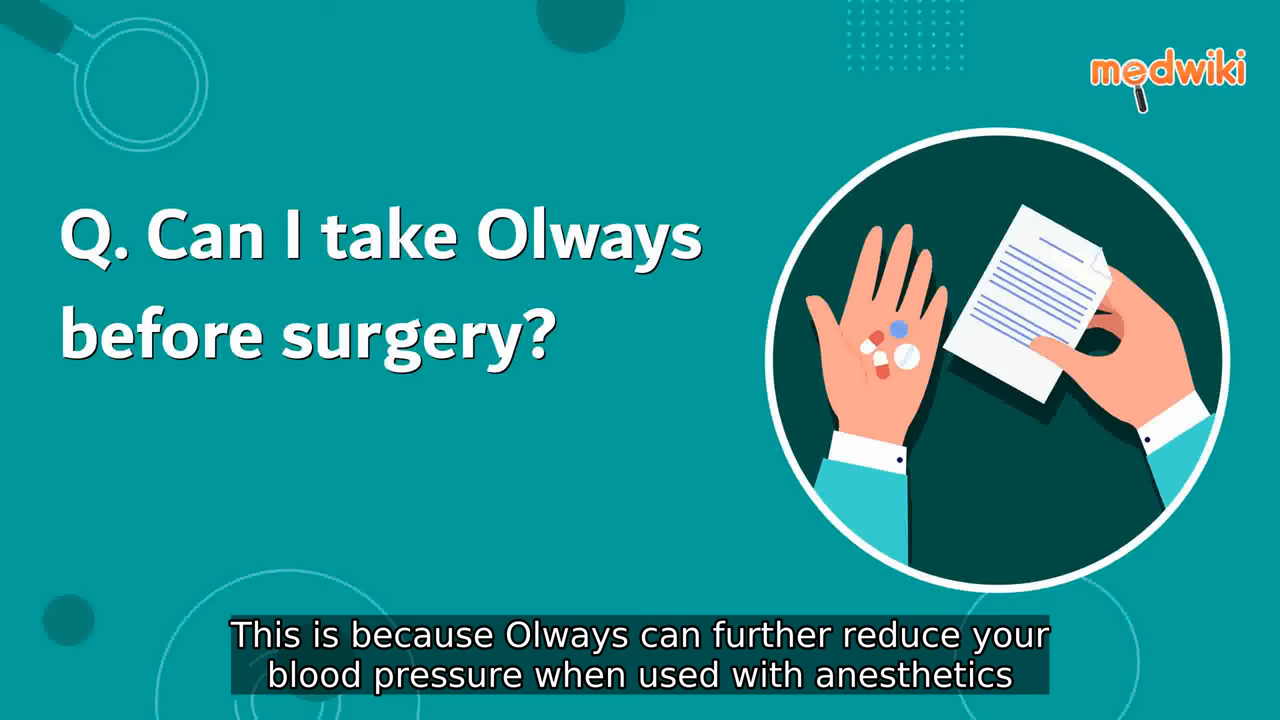 medwiki
Q. Can I take Olways
before surgery?
This is because Olways can further reduce your
blood pressure when used with anesthetics